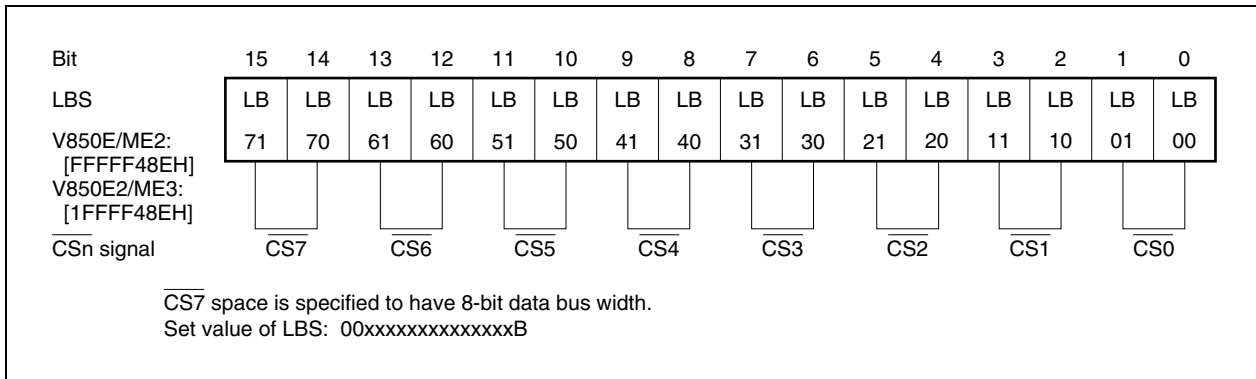 Bit 15 14 13 12 11 10 9 8 7 6 5 4 3 2 1 0
LBS LB LB LB LB LB LB LB LB LB LB LB LB LB LB LB LB
V850E/ME2: 71 70 61 60 51 50 41 40 31 30 21 20 11 10 01 00
[FFFFF48EH]
V850E2/ME3:
[1FFFF48EH]
CSn signal CS7 CS6 CS5 CS4 CS3 CS2 CS1 CS0
CS7 space is specified to have 8-bit data bus width.
Set value of LBS: 00xxxxxxxxxxxxxxB